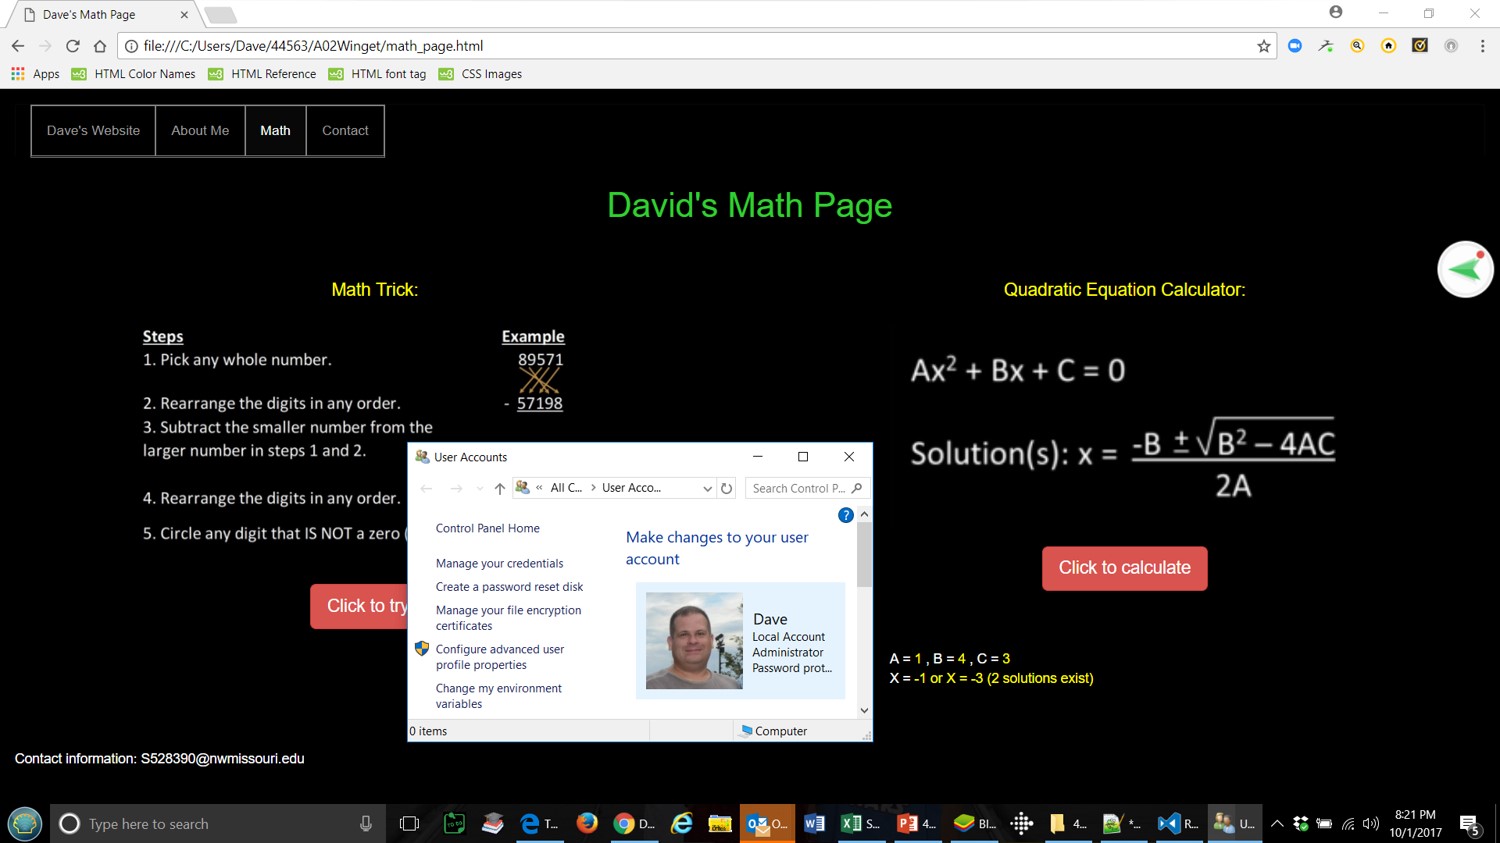 Dave's Math Page
file:///C:/Users/Dave/44563/A02Winget/math_page.html
Apps HTML Color Names HTML Reference HTML font tag CSS Images
Dave's Website About Me Math Contact
David's Math Page
Math Trick:
Steps Example
1. Pick any whole number. 89571
2. Rearrange the digits in any order. - 57198
3. Subtract the smaller number from the
larger number in steps 1 and 2.
4. Rearrange the digits in any order.
5. Circle any digit that IS NOT a zero (
Click to try
Quadratic Equation Calculator:
Ax² + Bx + C = 0
Solution(s): x = -B ± √B² – 4AC
2A
Click to calculate
A = 1 , B = 4 , C = 3
X = -1 or X = -3 (2 solutions exist)
User Accounts
« All C... > User Acco... Search Control P...
?
Control Panel Home
Manage your credentials
Create a password reset disk
Manage your file encryption
certificates
Configure advanced user
profile properties
Change my environment
variables
Make changes to your user
account
Dave
Local Account
Administrator
Password prot...
0 items Computer
Contact information: S528390@nwmissouri.edu
Type here to search T... D... O... S... 4... Bl... 4... *... R... U...
8:21 PM
10/1/2017
5